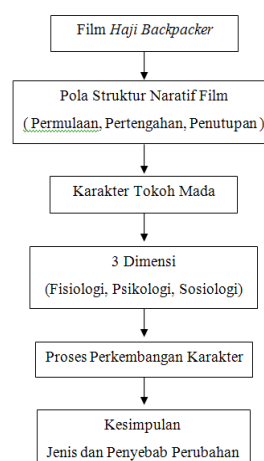 Film Haji Backpacker
Pola Struktur Naratif Film
( Permulaan, Pertengahan, Penutupan )
Karakter Tokoh Mada
3 Dimensi
(Fisiologi, Psikologi, Sosiologi)
Proses Perkembangan Karakter
Kesimpulan
Jenis dan Penyebab Perubahan